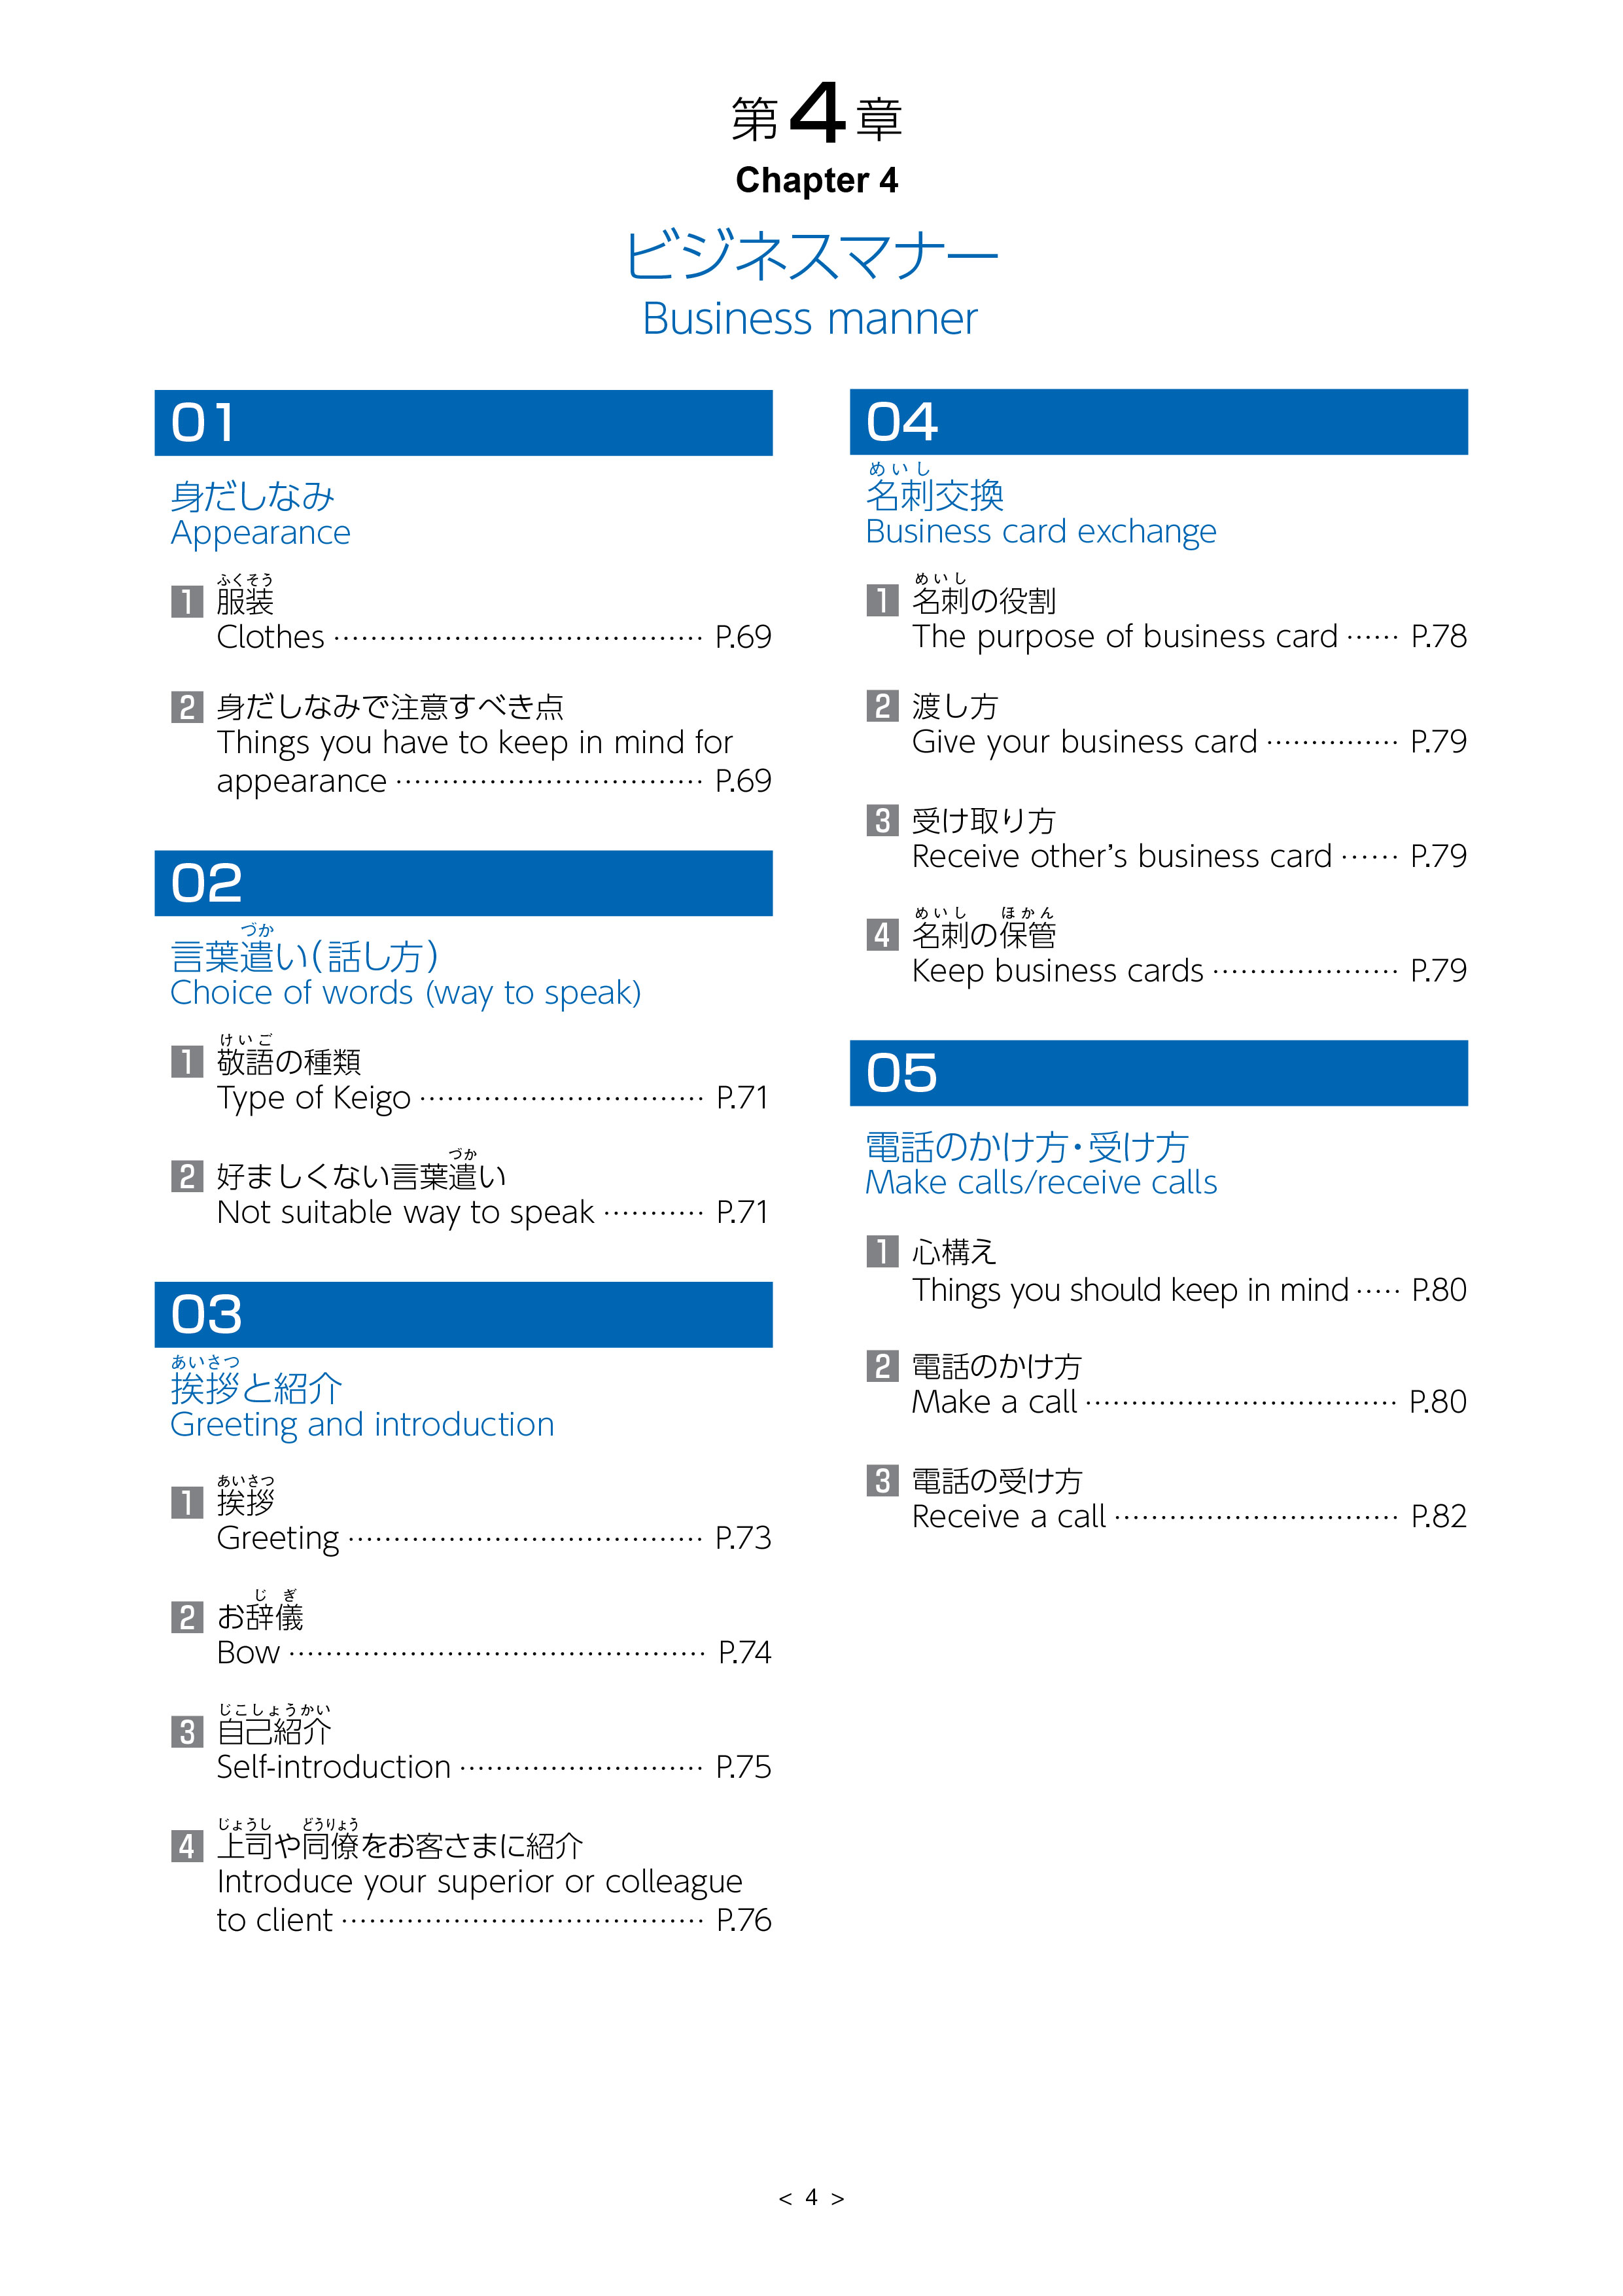 第4章
Chapter 4
ビジネスマナー
Business manner
01
身だしなみ
Appearance
ふくそう
1 服装
Clothes ……………………………………… P.69
2 身だしなみで注意すべき点
Things you have to keep in mind for
appearance ……………………………… P.69
02
づか
言葉遣い(話し方)
Choice of words (way to speak)
けいご
1 敬語の種類
Type of Keigo …………………………… P.71
づか
2 好ましくない言葉遣い
Not suitable way to speak ………… P.71
03
あいさつ
挨拶と紹介
Greeting and introduction
あいさつ
1 挨拶
Greeting …………………………………… P.73
じぎ
2 お辞儀
Bow ………………………………………… P.74
じこしょうかい
3 自己紹介
Self-introduction ……………………… P.75
じょうし どうりょう
4 上司や同僚をお客さまに紹介
Introduce your superior or colleague
to client …………………………………… P.76
04
めいし
名刺交換
Business card exchange
めいし
1 名刺の役割
The purpose of business card …… P.78
2 渡し方
Give your business card …………… P.79
3 受け取り方
Receive other’s business card …… P.79
めいし ほかん
4 名刺の保管
Keep business cards ………………… P.79
05
電話のかけ方・受け方
Make calls/receive calls
1 心構え
Things you should keep in mind ‥‥‥ P.80
2 電話のかけ方
Make a call ……………………………… P.80
3 電話の受け方
Receive a call …………………………… P.82
< 4 >